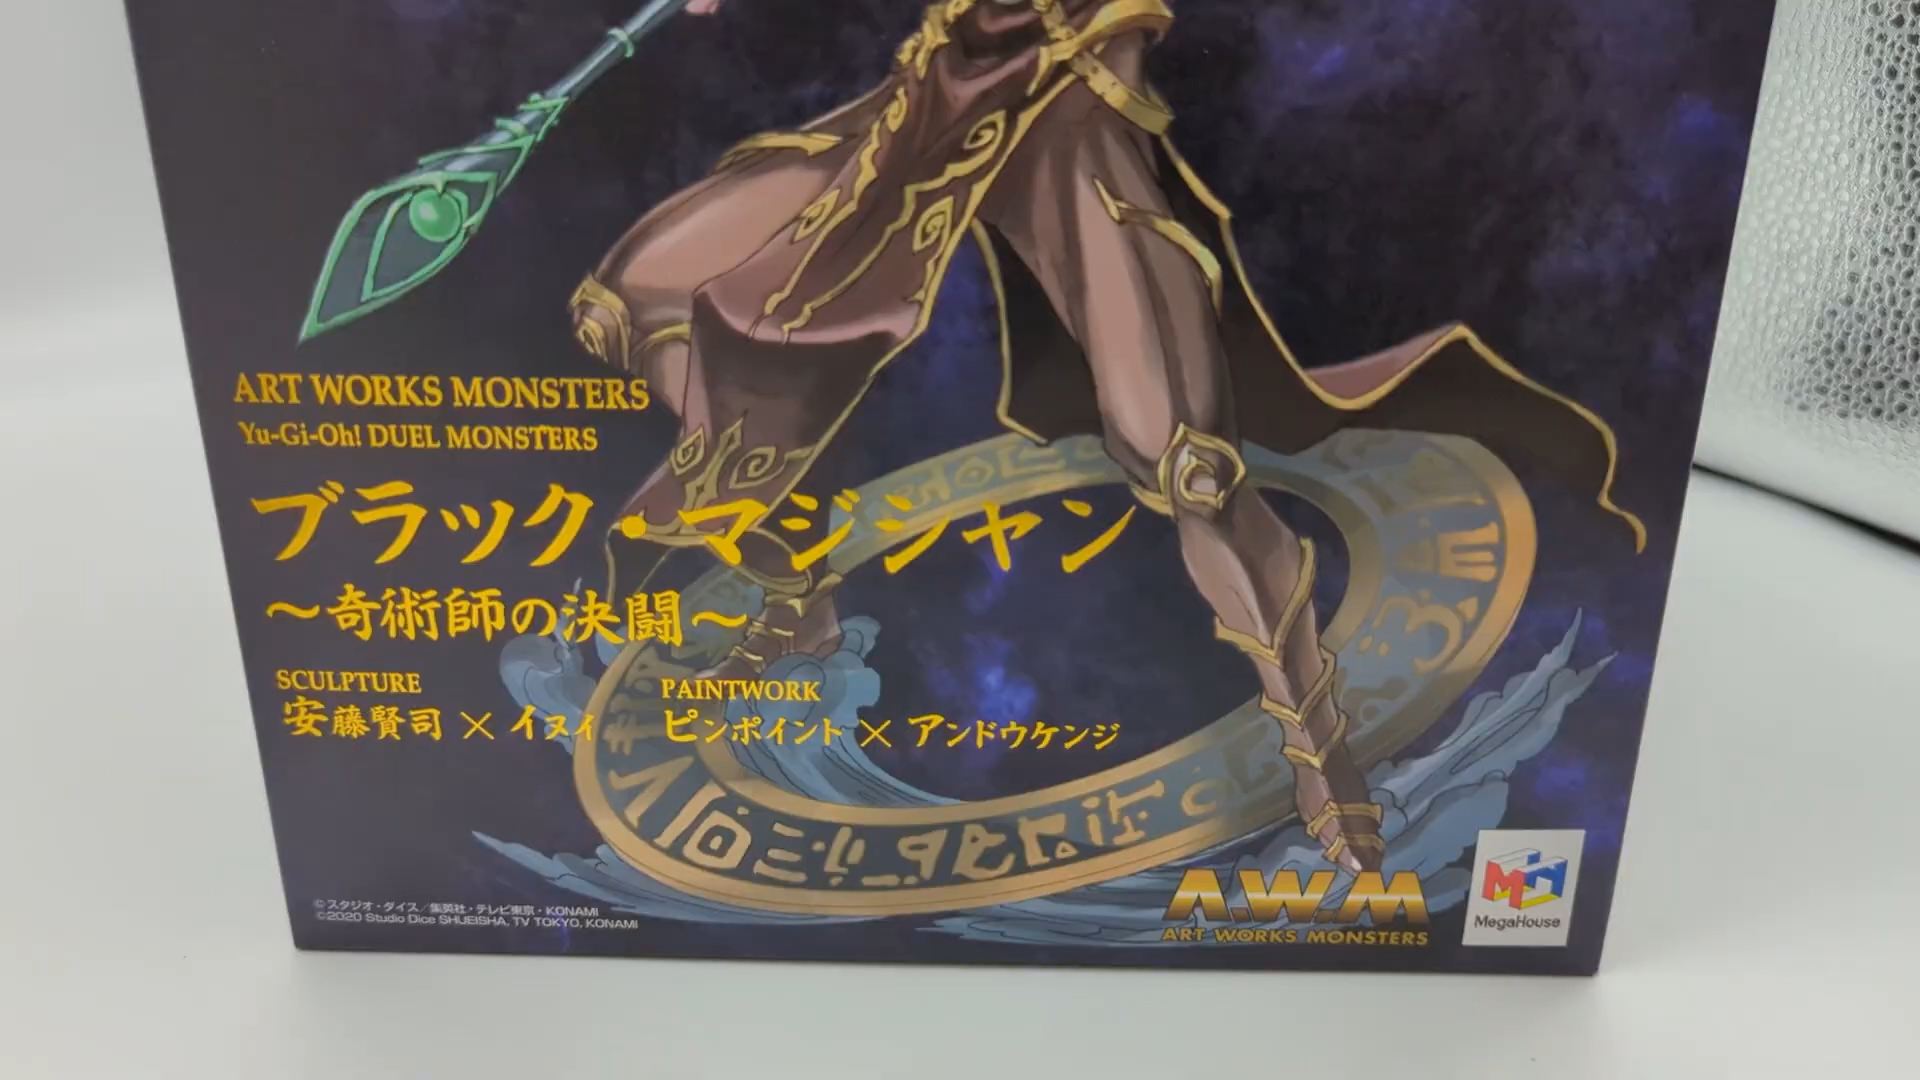 ART WORKS MONSTERS
Yu-Gi-Oh! DUEL MONSTERS
ブラック・マジシャン
～奇術師の決闘～
SCULPTURE
安藤賢司×イヌイ
PAINTWORK
ピンポイント×アンドウケンジ
©スタジオ・ダイス／集英社・テレビ東京・KONAMI
©2020 Studio Dice SHUEISHA, TV TOKYO, KONAMI
A.W.M
ART WORKS MONSTERS
MegaHouse